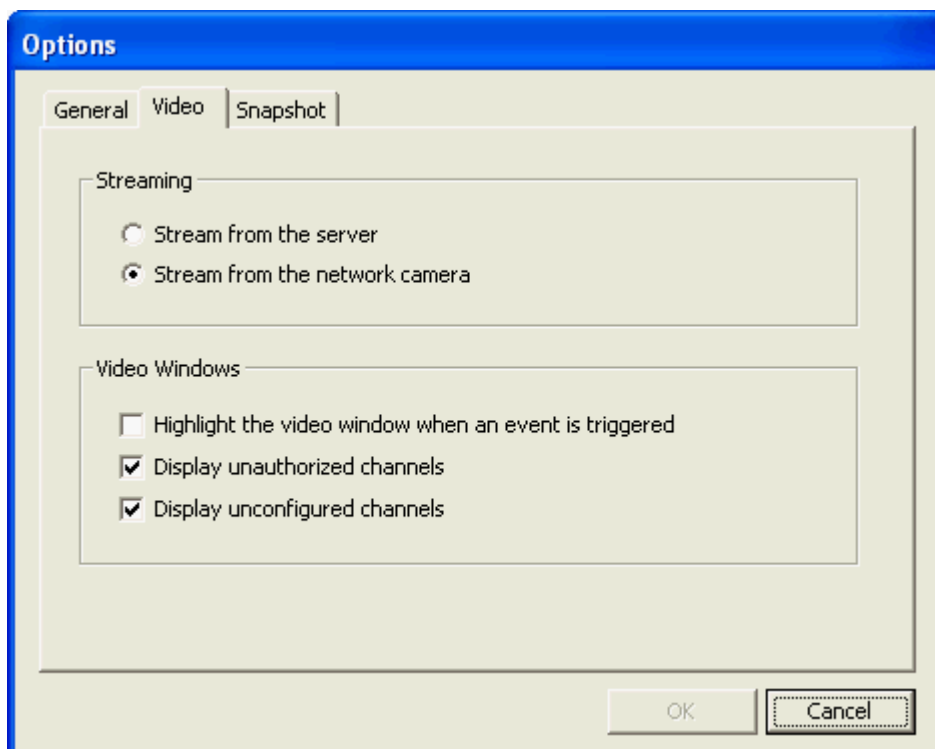 Options
General Video Snapshot
Streaming
Stream from the server
Stream from the network camera
Video Windows
Highlight the video window when an event is triggered
Display unauthorized channels
Display unconfigured channels
OK Cancel